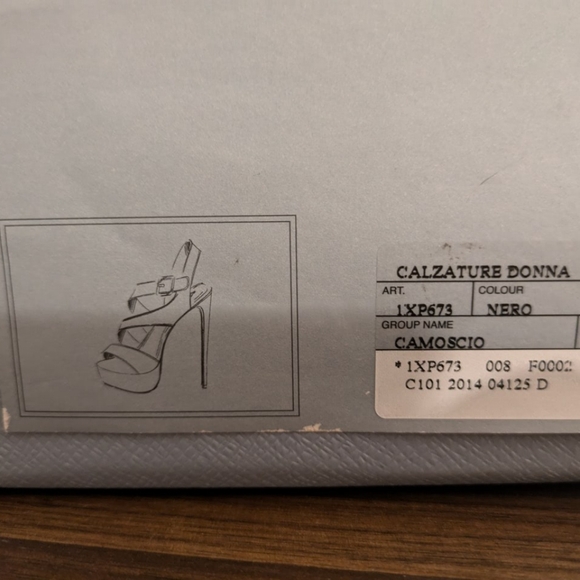 CALZATURE DONNA
ART. COLOUR
1XP673 NERO
GROUP NAME
CAMOSCIO
* 1XP673 008 F0002
C101 2014 04125 D